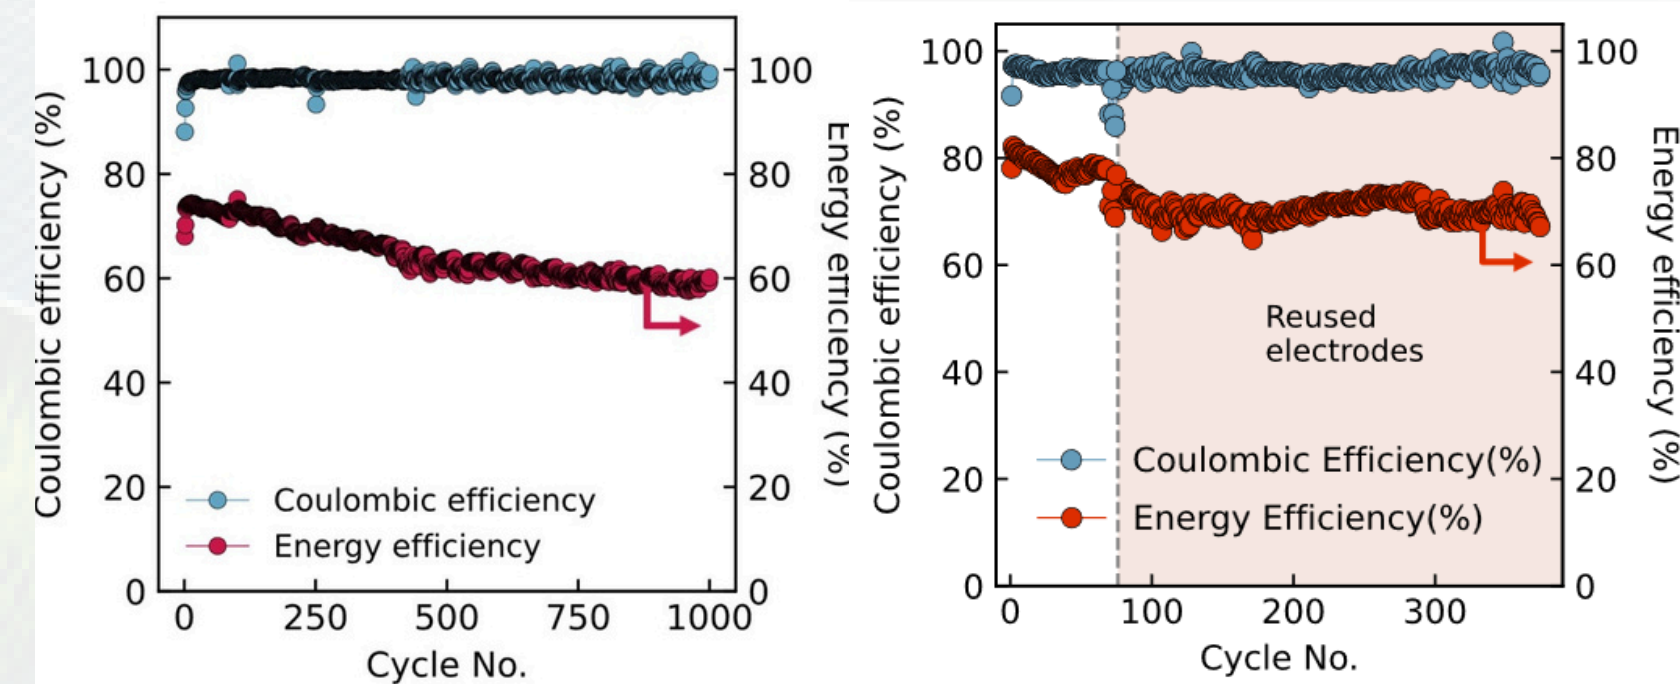 Coulombic efficiency (%)
100
80
60
40
20
0
100
80
60
40
20
0
Energy efficiency (%)
Coulombic efficiency
Energy efficiency
0 250 500 750 1000
Cycle No.
Coulombic efficiency (%)
100
80
60
40
20
0
100
80
60
40
20
0
Energy efficiency (%)
Reused
electrodes
Coulombic Efficiency(%)
Energy Efficiency(%)
0 100 200 300
Cycle No.